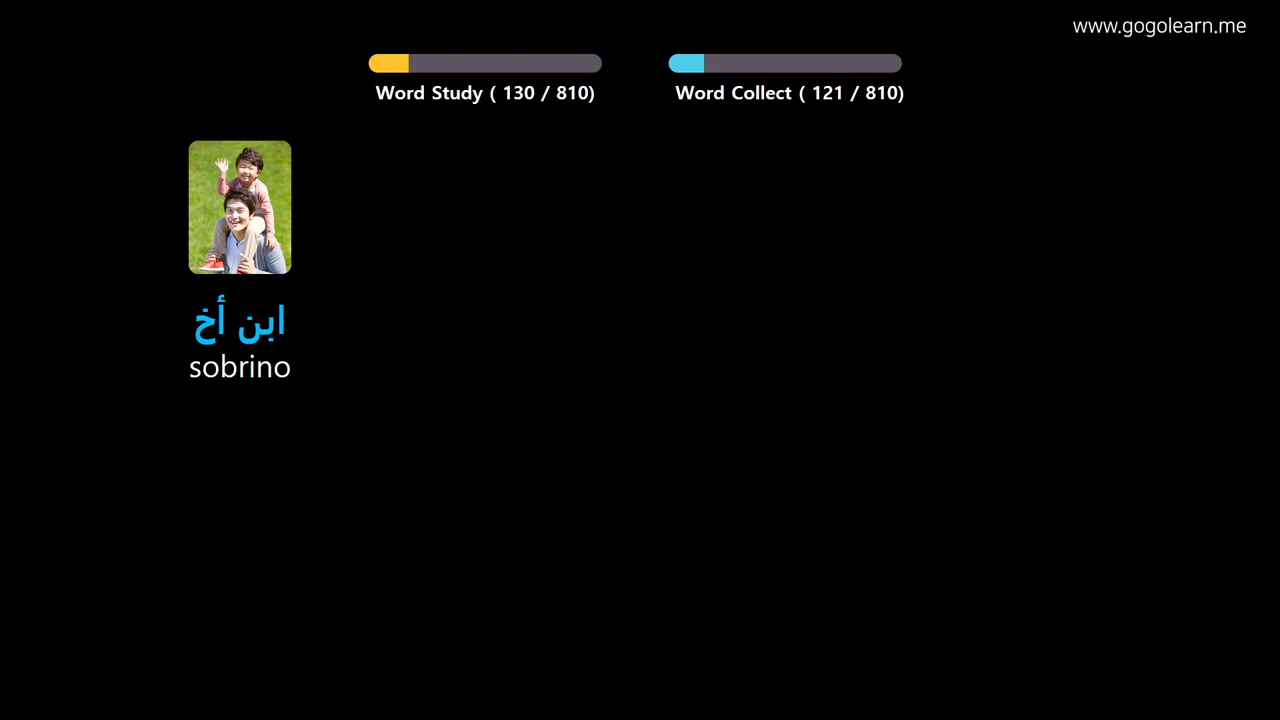 www.gogolearn.me
Word Study ( 130 / 810)
Word Collect ( 121 / 810)
ابن أخ
sobrino